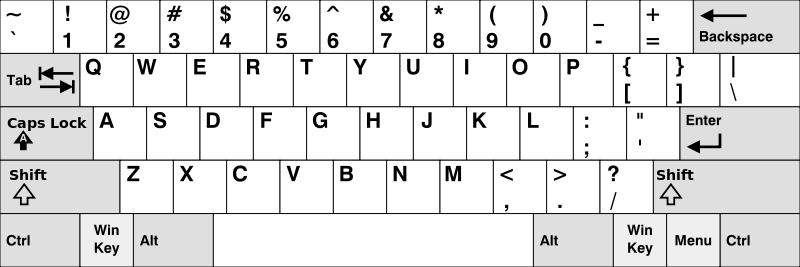 ~ ! @ # $ % ^ & * ( ) _ +
` 1 2 3 4 5 6 7 8 9 0 - = Backspace
Tab Q W E R T Y U I O P { } |
[ ] \
Caps Lock A S D F G H J K L : " Enter
A ; '
Shift Z X C V B N M < > ? Shift
, . /
Ctrl Win Key Alt Alt Win Key Menu Ctrl